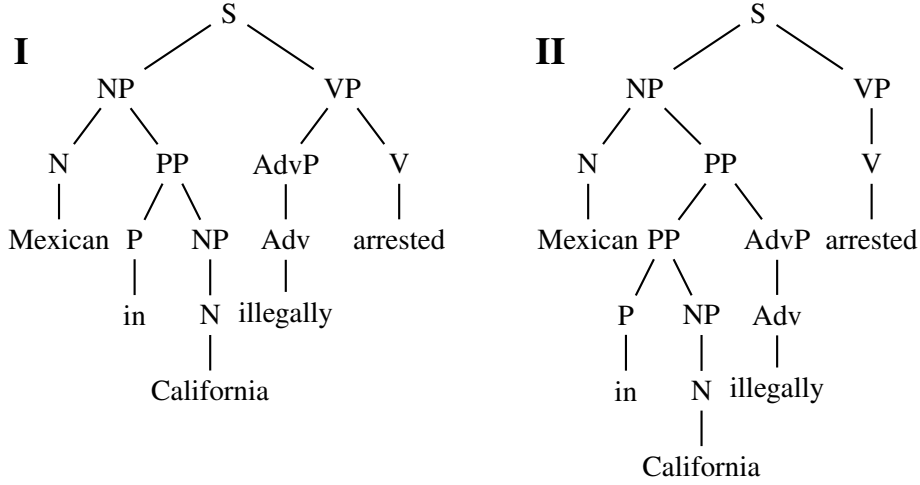 S S
I II
NP VP NP VP
N PP AdvP V N PP V
Mexican P NP Adv arrested Mexican PP AdvP arrested
in N illegally P NP Adv
California in N illegally
California